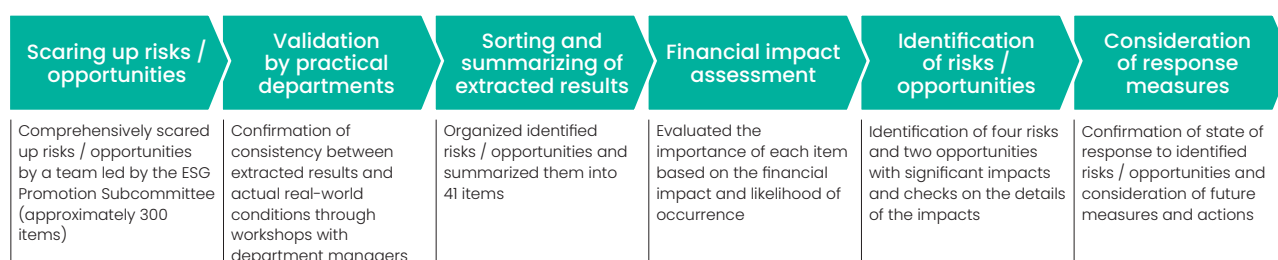 Scaring up risks /
opportunities
Validation
by practical
departments
Sorting and
summarizing of
extracted results
Financial impact
assessment
Identification
of risks /
opportunities
Consideration
of response
measures
Comprehensively scared
up risks / opportunities
by a team led by the ESG
Promotion Subcommittee
(approximately 300
items)
Confirmation of
consistency between
extracted results and
actual real-world
conditions through
workshops with
department managers
Organized identified
risks / opportunities and
summarized them into
41 items
Evaluated the
importance of each item
based on the financial
impact and likelihood of
occurrence
Identification of four risks
and two opportunities
with significant impacts
and checks on the details
of the impacts
Confirmation of state of
response to identified
risks / opportunities and
consideration of future
measures and actions